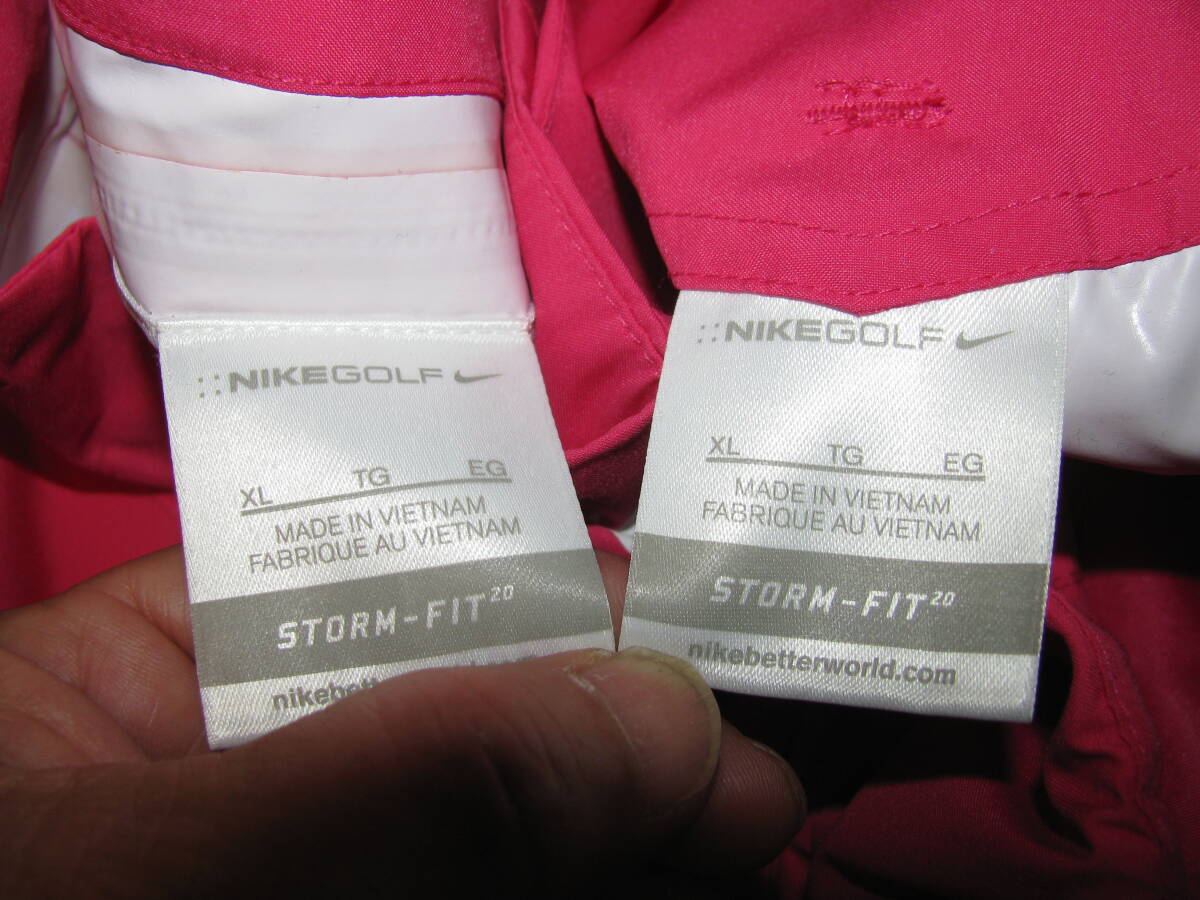 ::NIKEGOLF
XL TG EG
MADE IN VIETNAM
FABRIQUE AU VIETNAM
STORM-FIT20
nikebett
::NIKEGOLF
XL TG EG
MADE IN VIETNAM
FABRIQUE AU VIETNAM
STORM-FIT20
nikebetterworld.com